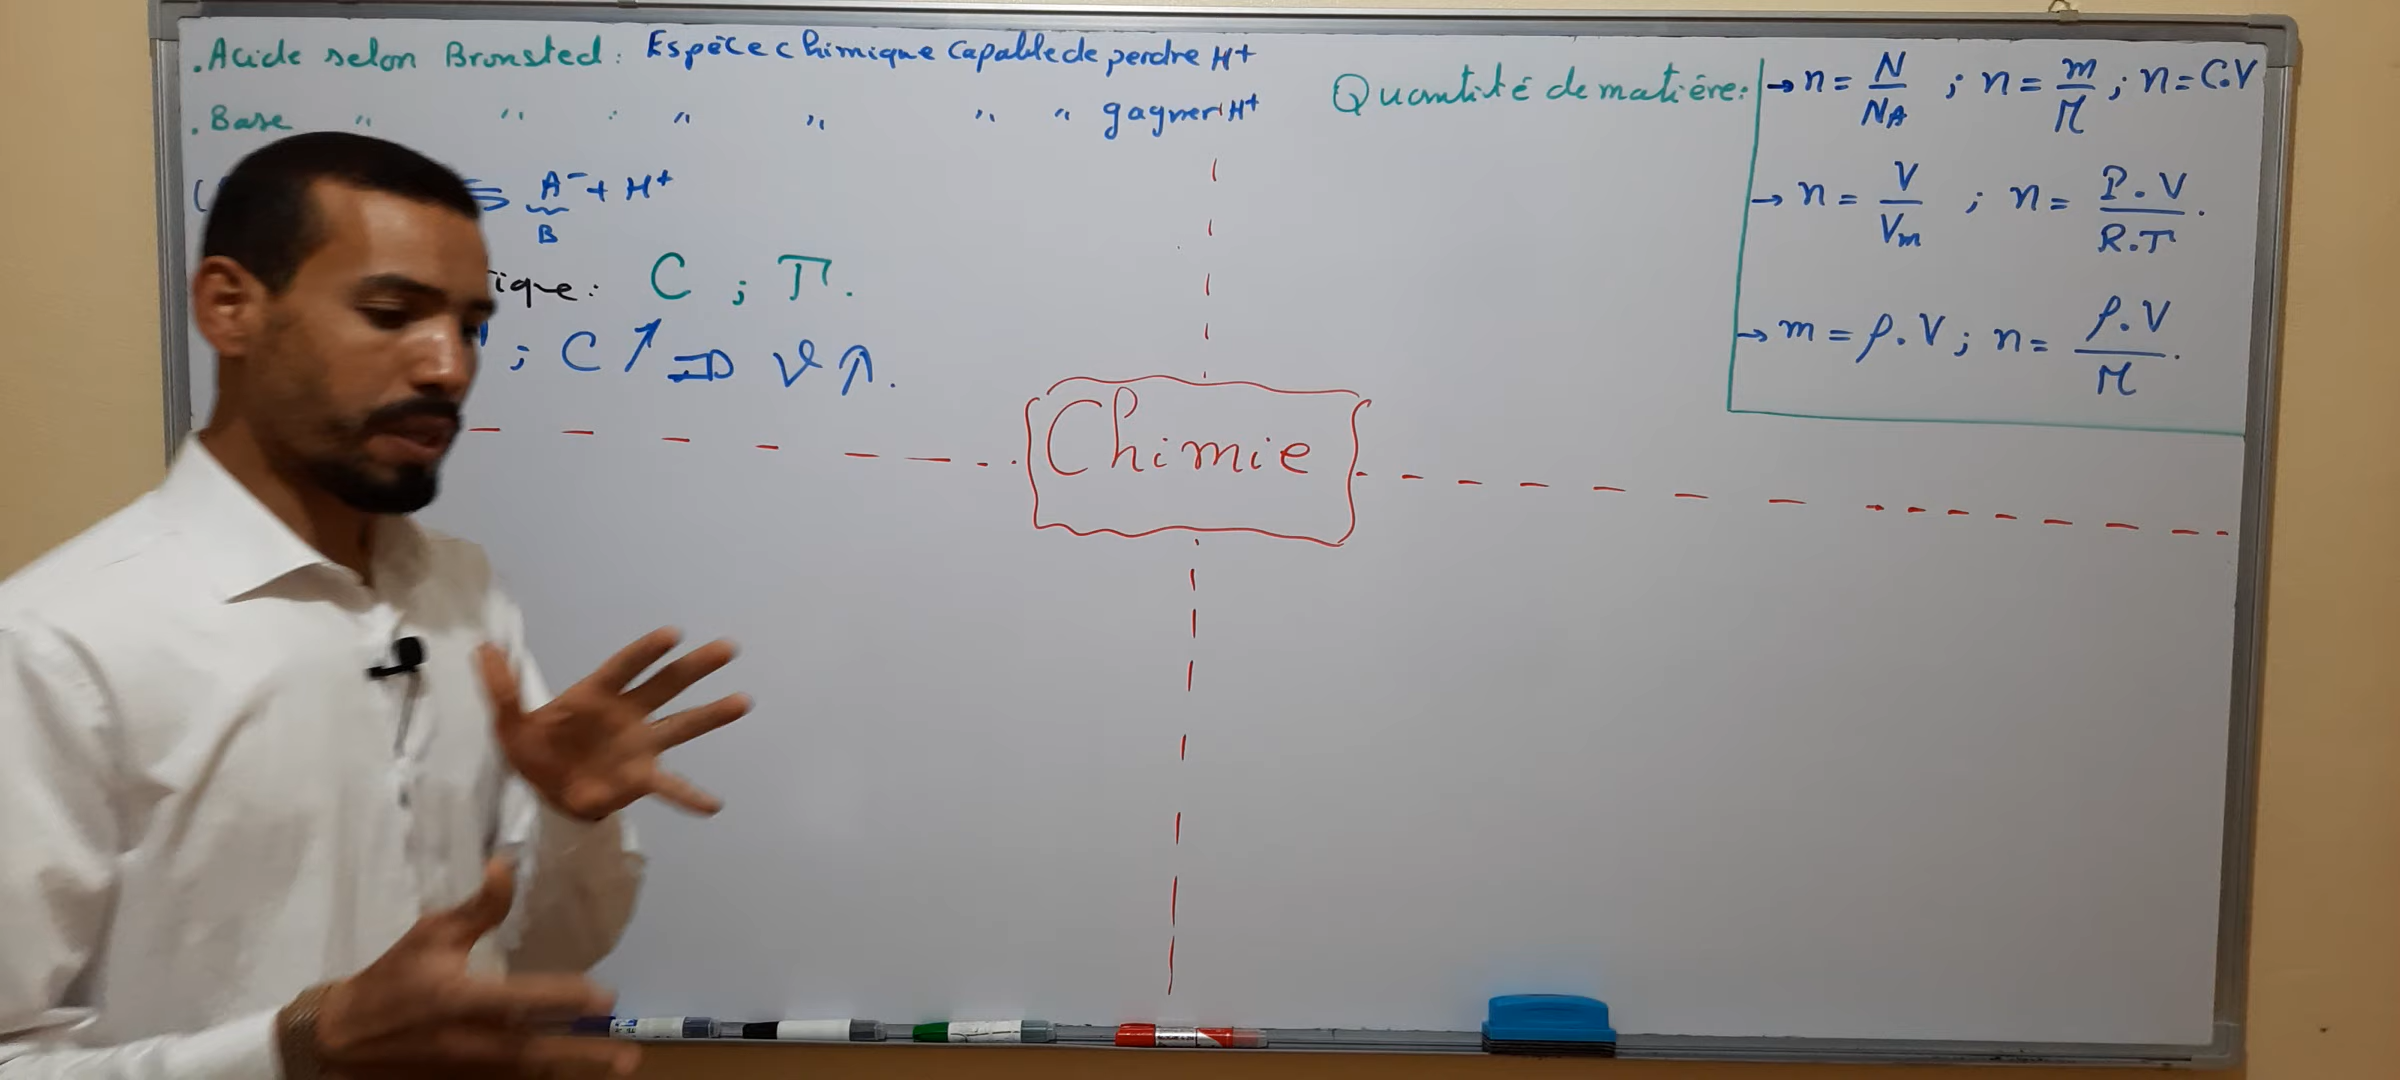 . Acide selon Bronsted : Espèce chimique capable de perdre H+
. Base " " : " " " " gagner H+
⇆ A⁻ + H+
B
ique : C ; T.
; C ↗ ⇒ v ↗.
Chimie
Quantité de matière : → n = N/NA ; n = m/M ; n = C.V
→ n = V/Vm ; n = P.V/R.T .
→ m = ρ.V ; n = ρ.V/M .